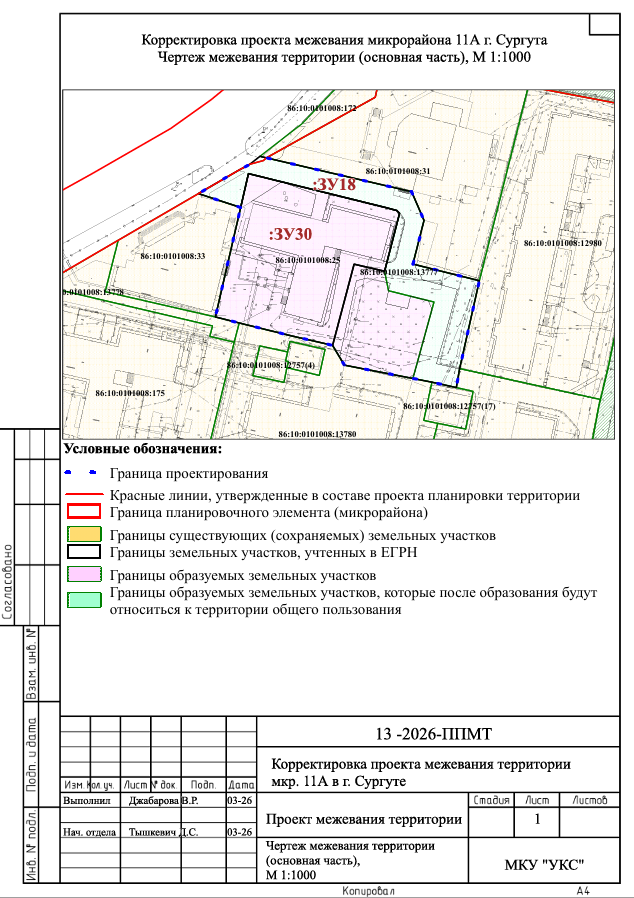 Корректировка проекта межевания микрорайона 11А г. Сургута
Чертеж межевания территории (основная часть), М 1:1000
86:10:0101008:172
86:10:0101008:31
:ЗУ18
:ЗУ30
86:10:0101008:12980
86:10:0101008:33
86:10:0101008:25
86:10:0101008:13777
0:0101008:13778
86:10:0101008:12757(4)
86:10:0101008:175
86:10:0101008:12757(17)
86:10:0101008:13780
Условные обозначения:
Граница проектирования
Красные линии, утвержденные в составе проекта планировки территории
Граница планировочного элемента (микрорайона)
Границы существующих (сохраняемых) земельных участков
Границы земельных участков, учтенных в ЕГРН
Границы образуемых земельных участков
Границы образуемых земельных участков, которые после образования будут
относиться к территории общего пользования
Согласовано
Взам. инв. №
Подп. и дата
Инв. № подл.
13 -2026-ППМТ
Корректировка проекта межевания территории
мкр. 11А в г. Сургуте
Изм. Кол.уч. Лист № док. Подп. Дата
Выполнил Джабарова В.Р. 03-26
Стадия Лист Листов
Проект межевания территории 1
Нач. отдела Тышкевич Д.С. 03-26
Чертеж межевания территории
(основная часть),
М 1:1000
МКУ "УКС"
Копировал А4